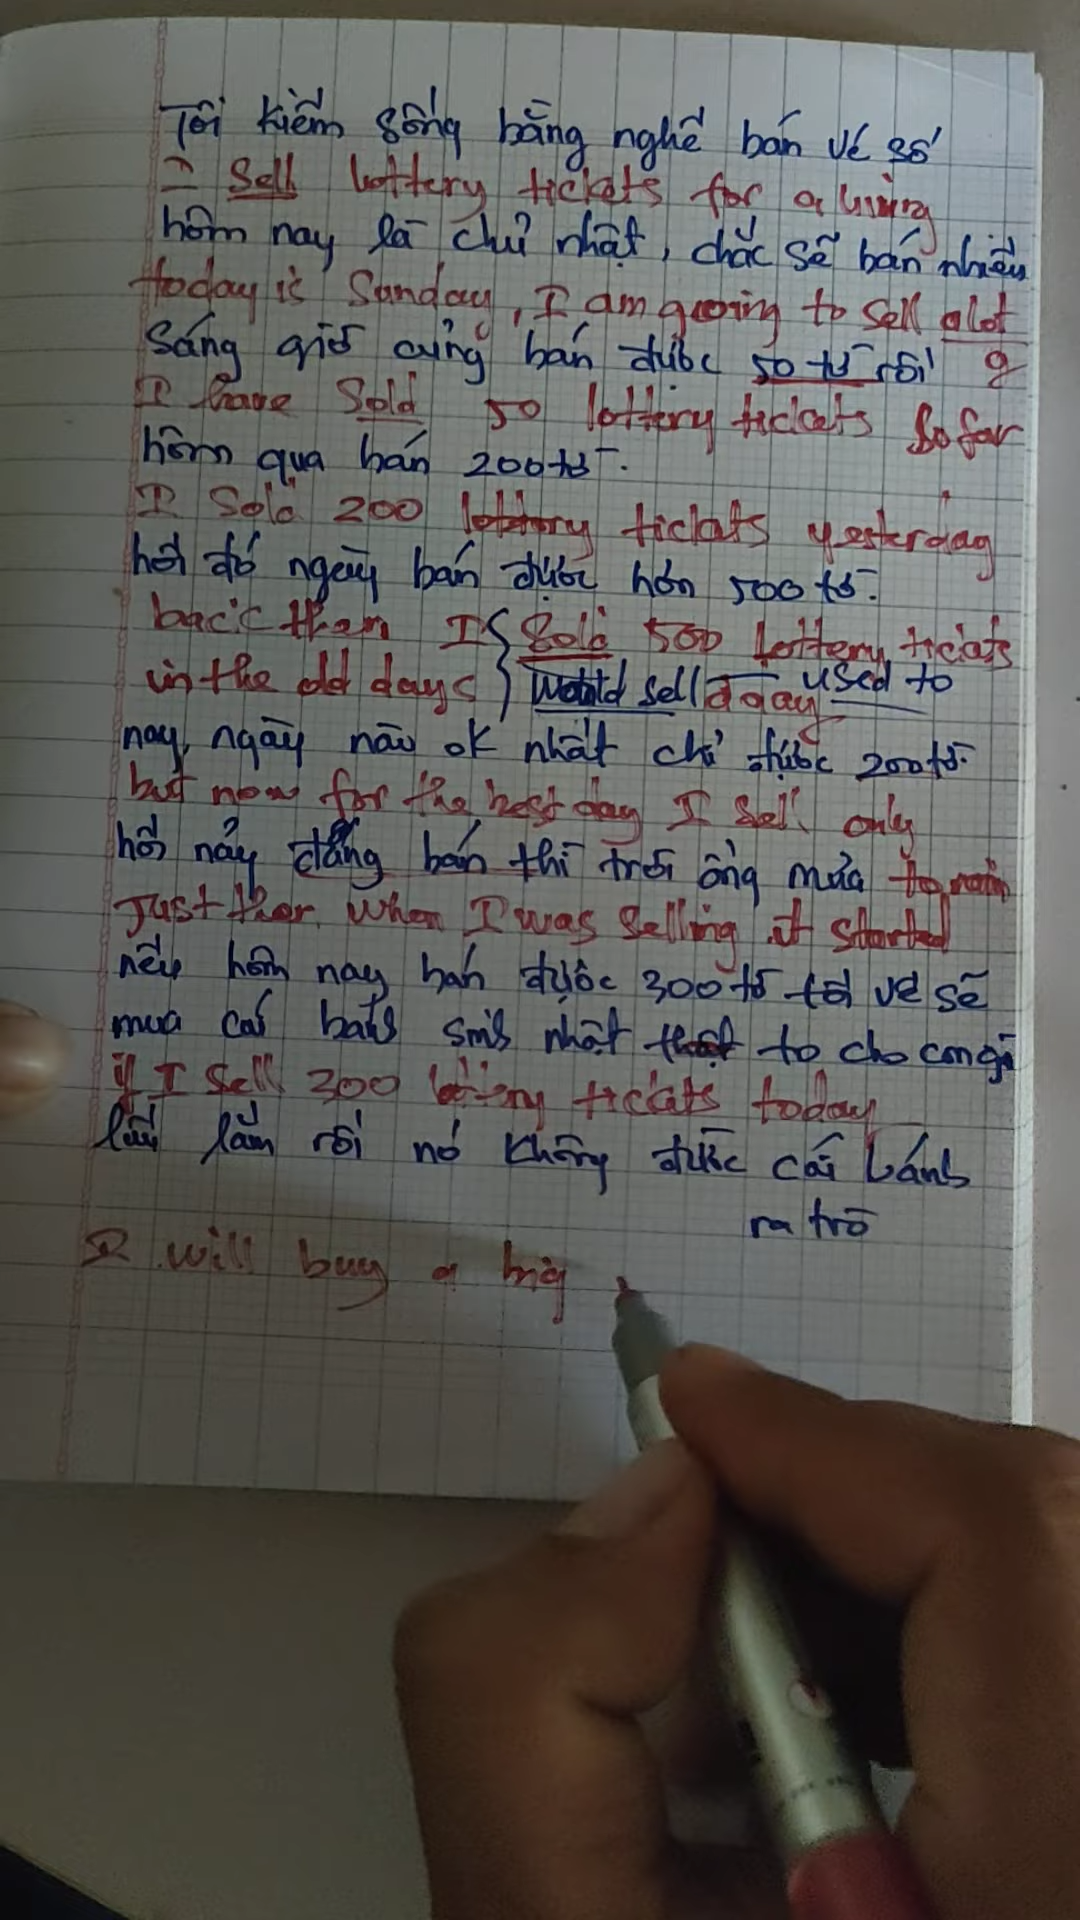 Tôi kiếm sống bằng nghề bán vé số
I sell lottery tickets for a living
hôm nay là chủ nhật, chắc sẽ bán nhiều
today is Sunday, I am going to sell a lot
Sáng giờ cũng bán được 50 tờ rồi
I have Sold 50 lottery tickets So far
hôm qua bán 200 tờ.
I Sold 200 lottery tickets yesterday
hồi đó ngày bán được hơn 500 tờ.
back then I Sold 500 lottery tickets
in the old days would sell a day used to
nay, ngày nào ok nhất chỉ được 200 tờ.
but now for the best day I sell only
hồi nảy đang bán thì trời ông mưa to rain
Just then when I was selling it started
nếu hôm nay bán được 300 tờ tôi về sẽ
mua cái bánh sinh nhật to cho con gái
if I sell 300 lottery tickets today
lâu lắm rồi nó không được cái bánh
ra trò
I will buy a big